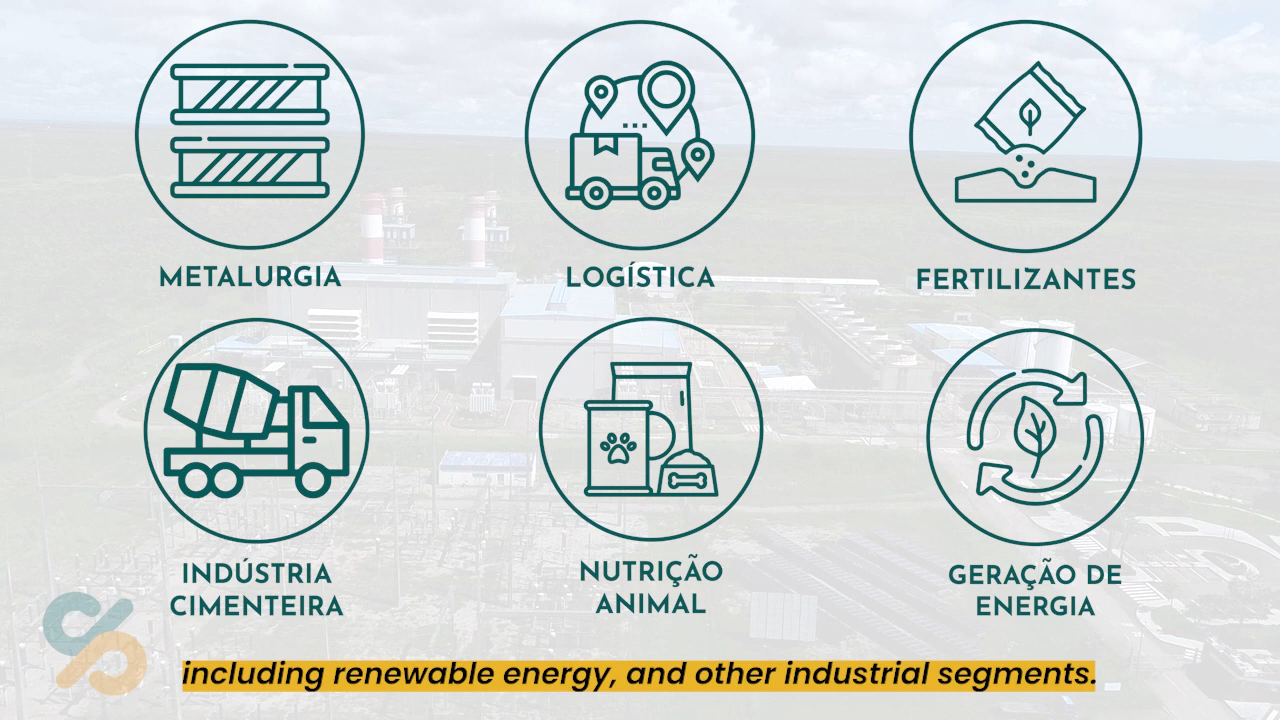 METALURGIA
LOGÍSTICA
FERTILIZANTES
INDÚSTRIA
CIMENTEIRA
NUTRIÇÃO
ANIMAL
GERAÇÃO DE
ENERGIA
including renewable energy, and other industrial segments.